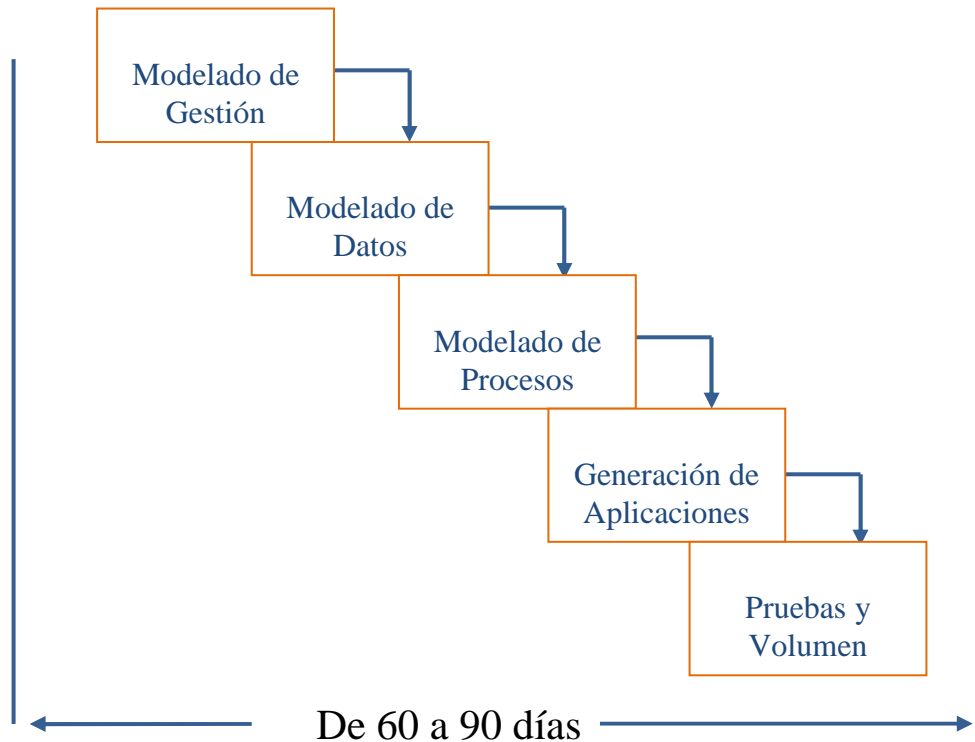 Modelado de
Gestión
Modelado de
Datos
Modelado de
Procesos
Generación de
Aplicaciones
Pruebas y
Volumen
De 60 a 90 días